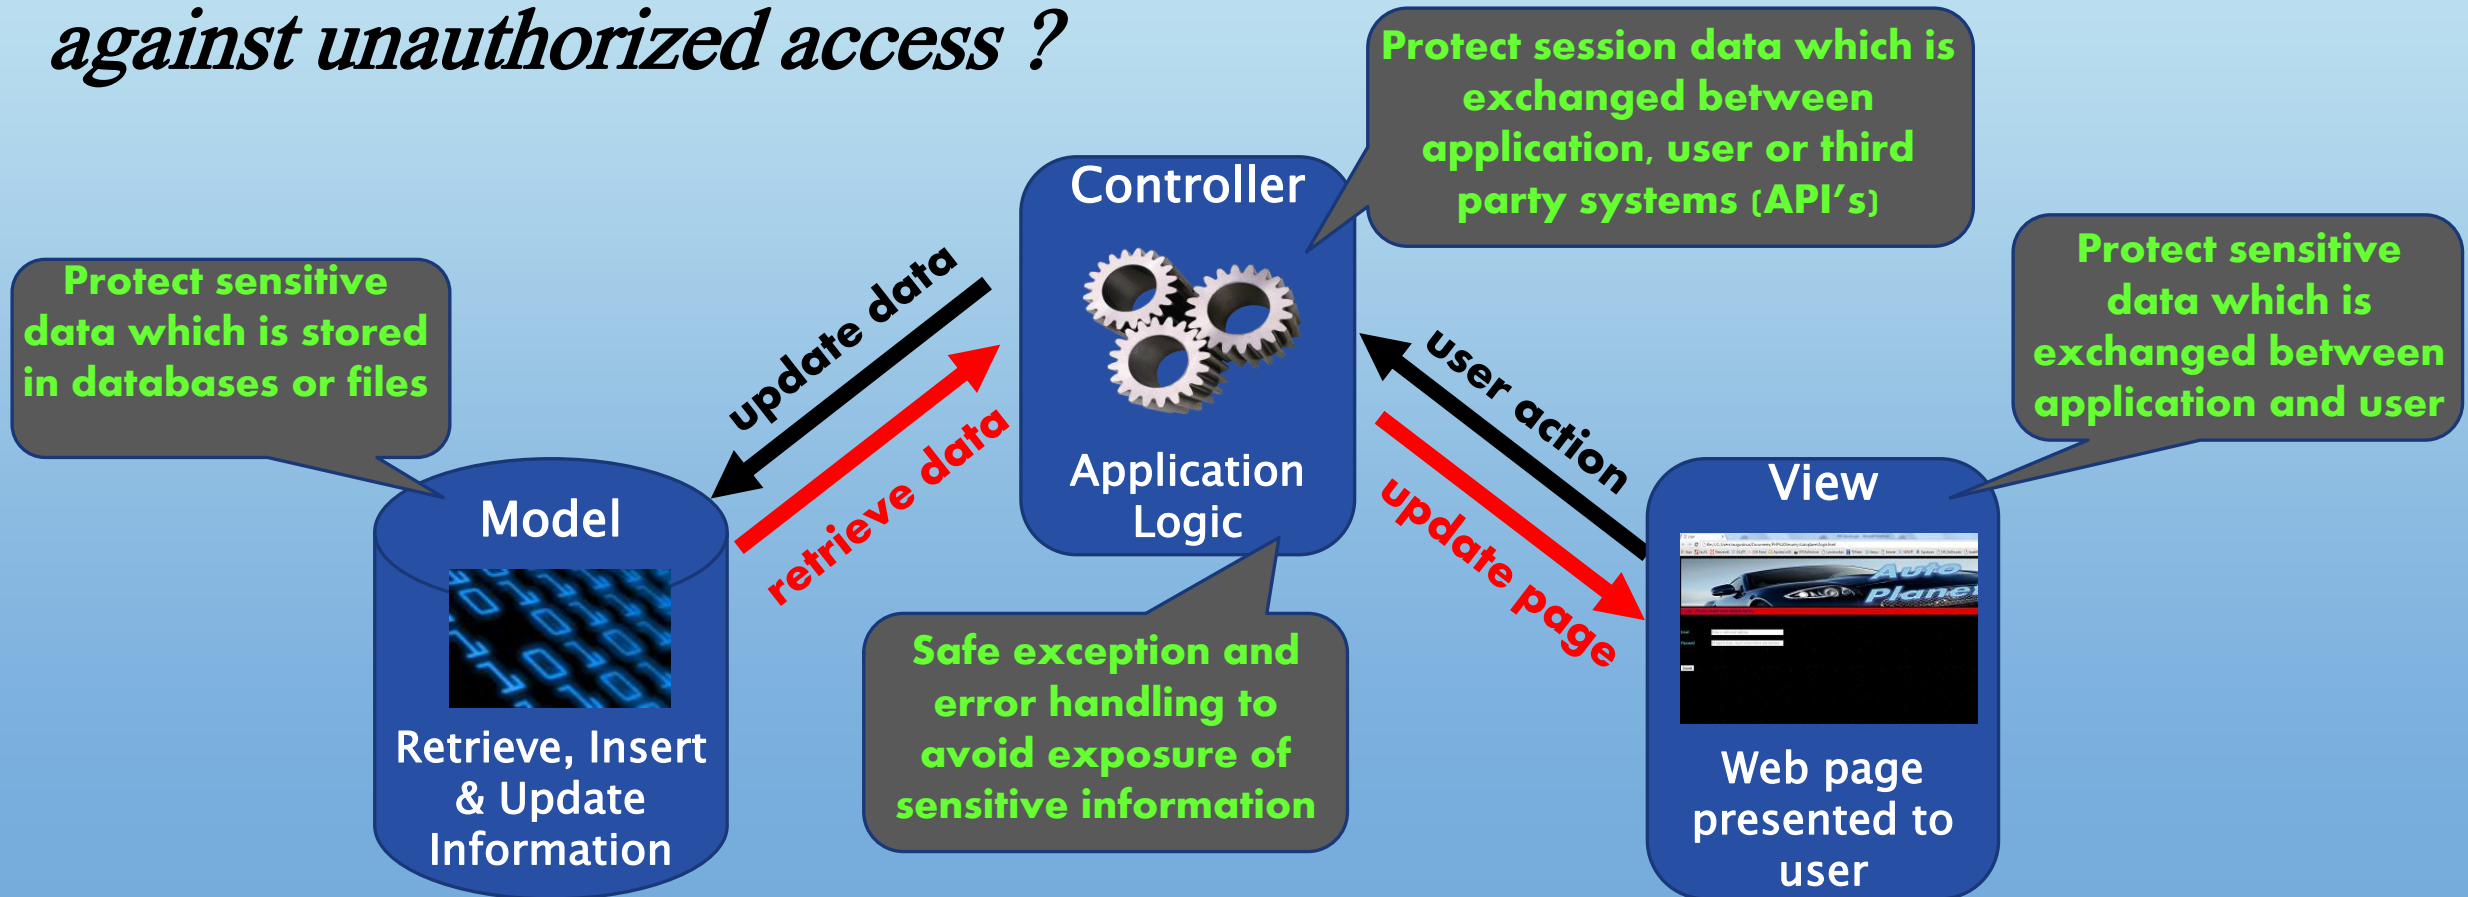 against unauthorized access ?
Protect session data which is
exchanged between
application, user or third
party systems (API's)
Controller
Application
Logic
Protect sensitive
data which is stored
in databases or files
Protect sensitive
data which is
exchanged between
application and user
update data
retrieve data
user action
update page
Model
Retrieve, Insert
& Update
Information
Safe exception and
error handling to
avoid exposure of
sensitive information
View
Auto
Planet
Email
Password
Web page
presented to
user